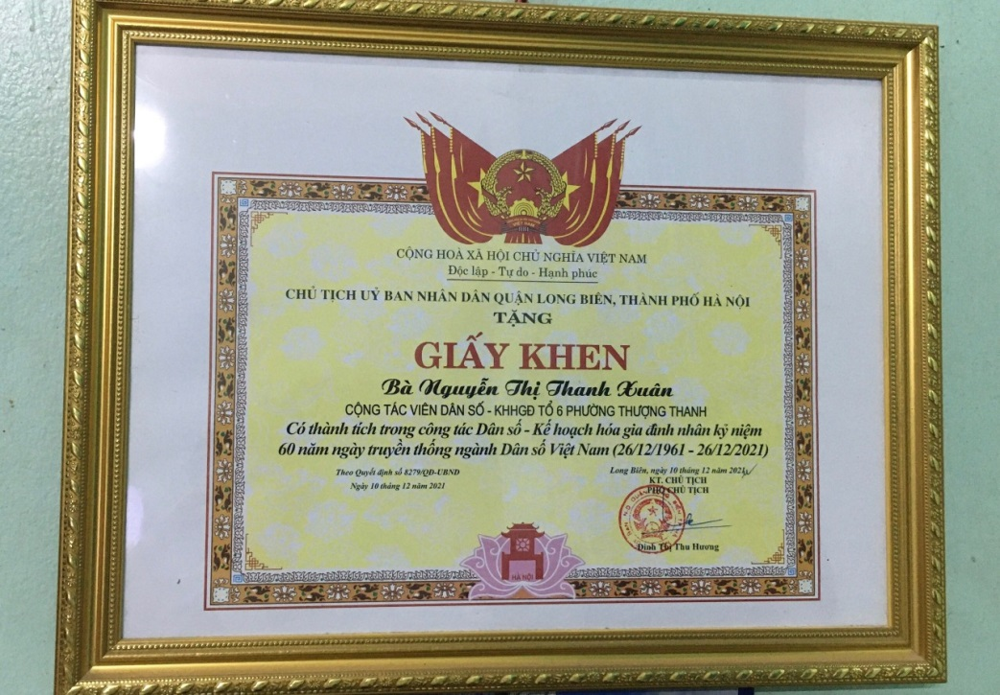 CỘNG HOÀ XÃ HỘI CHỦ NGHĨA VIỆT NAM
Độc lập - Tự do - Hạnh phúc
CHỦ TỊCH UỶ BAN NHÂN DÂN QUẬN LONG BIÊN, THÀNH PHỐ HÀ NỘI
TẶNG
GIẤY KHEN
Bà Nguyễn Thị Thanh Xuân
CỘNG TÁC VIÊN DÂN SỐ - KHHGĐ TỔ 6 PHƯỜNG THƯỢNG THANH
Có thành tích trong công tác Dân số - Kế hoạch hóa gia đình nhân kỷ niệm
60 năm ngày truyền thống ngành Dân số Việt Nam (26/12/1961 - 26/12/2021)
Theo Quyết định số 8279/QĐ-UBND
Ngày 10 tháng 12 năm 2021
Long Biên, ngày 10 tháng 12 năm 2021
KT. CHỦ TỊCH
PHÓ CHỦ TỊCH
Đinh Thị Thu Hương
HÀ NỘI